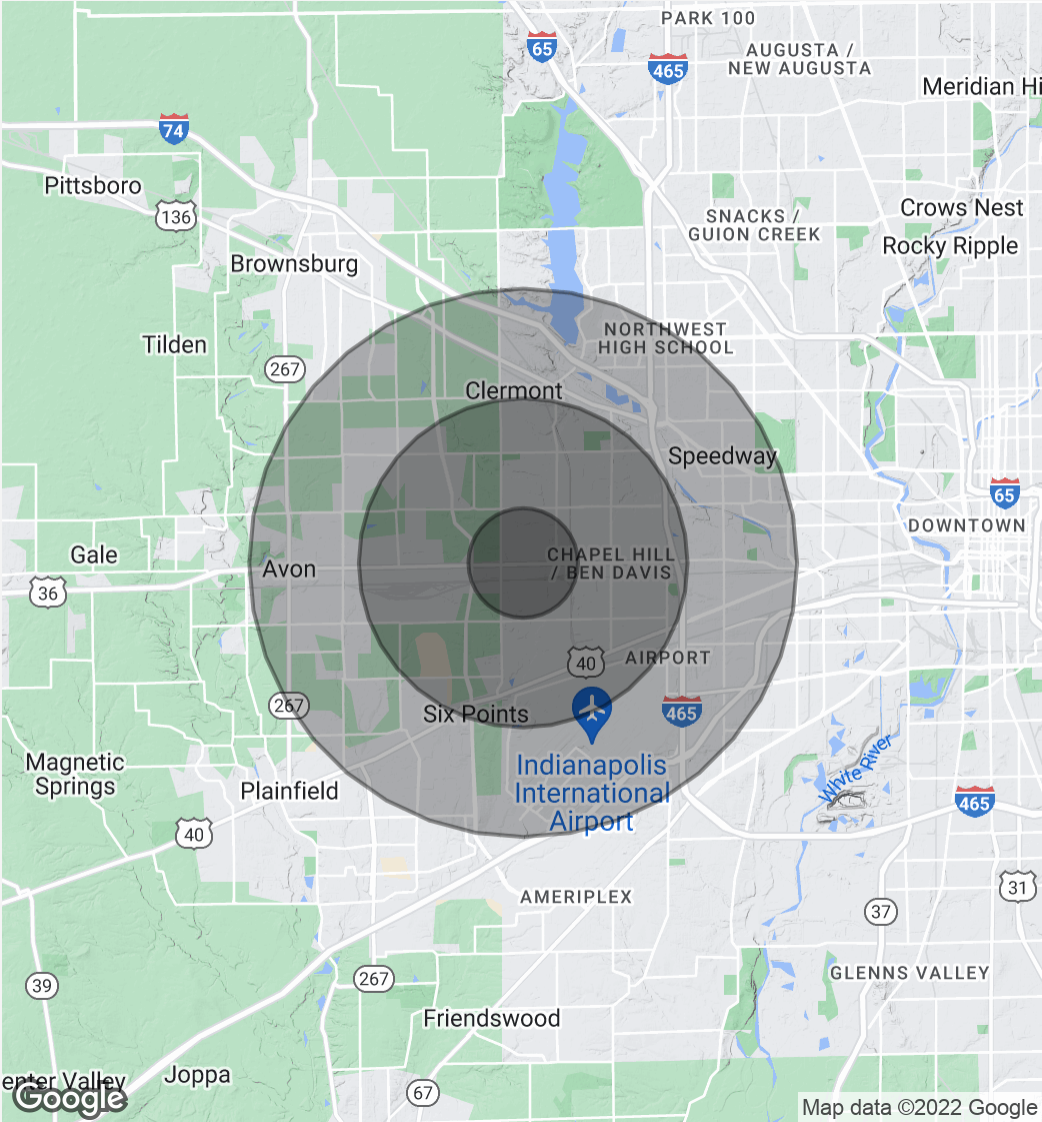 PARK 100
65
465
AUGUSTA /
NEW AUGUSTA
Meridian Hi
74
Pittsboro
136
SNACKS /
GUION CREEK
Crows Nest
Rocky Ripple
Brownsburg
Tilden
267
NORTHWEST
HIGH SCHOOL
Clermont
Speedway
65
DOWNTOWN
Gale
Avon
CHAPEL HILL
/ BEN DAVIS
36
40
AIRPORT
267
Six Points
465
Magnetic
Springs
Plainfield
Indianapolis
International
Airport
White River
465
40
AMERIPLEX
31
37
39
267
GLENNS VALLEY
Friendswood
Joppa
enter Valley
67
Google
Map data ©2022 Google